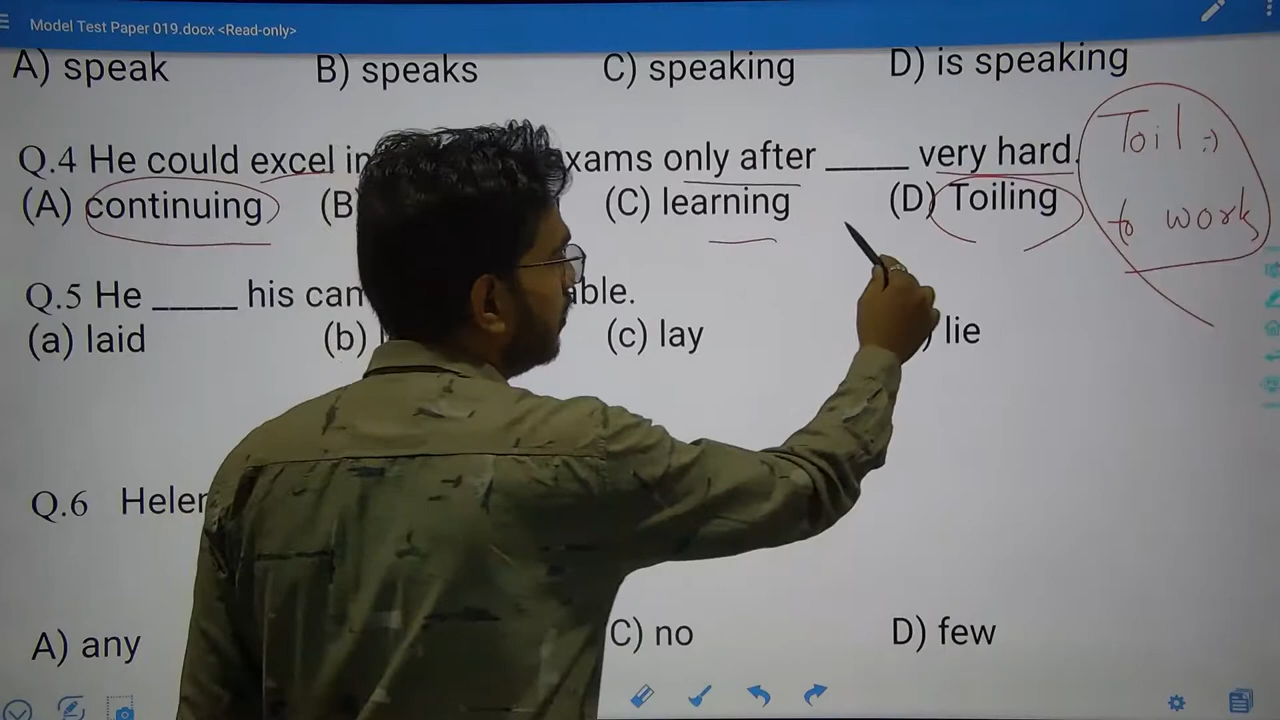 Model Test Paper 019.docx <Read-only>
A) speak B) speaks C) speaking D) is speaking
Q.4 He could excel in xams only after _____ very hard.
(A) continuing (B (C) learning (D) Toiling
Toil :)
to work
Q.5 He _____ his cam able.
(a) laid (b) (c) lay ) lie
Q.6 Helen
A) any C) no D) few